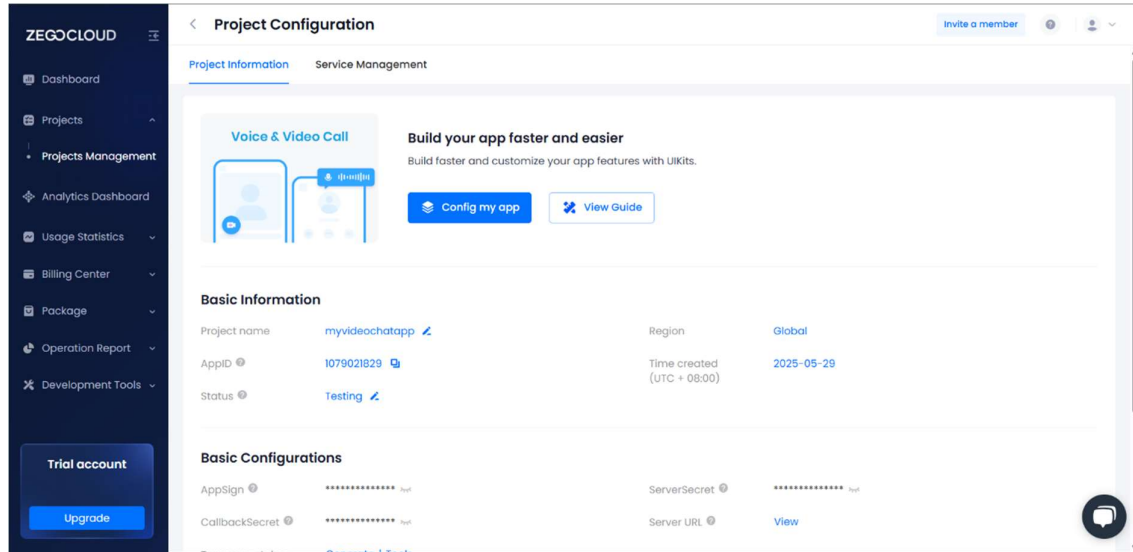 ZEGOCLOUD
Dashboard
Projects
Projects Management
Analytics Dashboard
Usage Statistics
Billing Center
Package
Operation Report
Development Tools
Trial account
Upgrade
Project Configuration
Invite a member
Project Information
Service Management
Voice & Video Call
Build your app faster and easier
Build faster and customize your app features with UIKits.
Config my app
View Guide
Basic Information
Project name
myvideochatapp
Region
Global
AppID
1079021829
Time created
(UTC + 08:00)
2025-05-29
Status
Testing
Basic Configurations
AppSign
**************
ServerSecret
**************
CallbackSecret
**************
Server URL
View